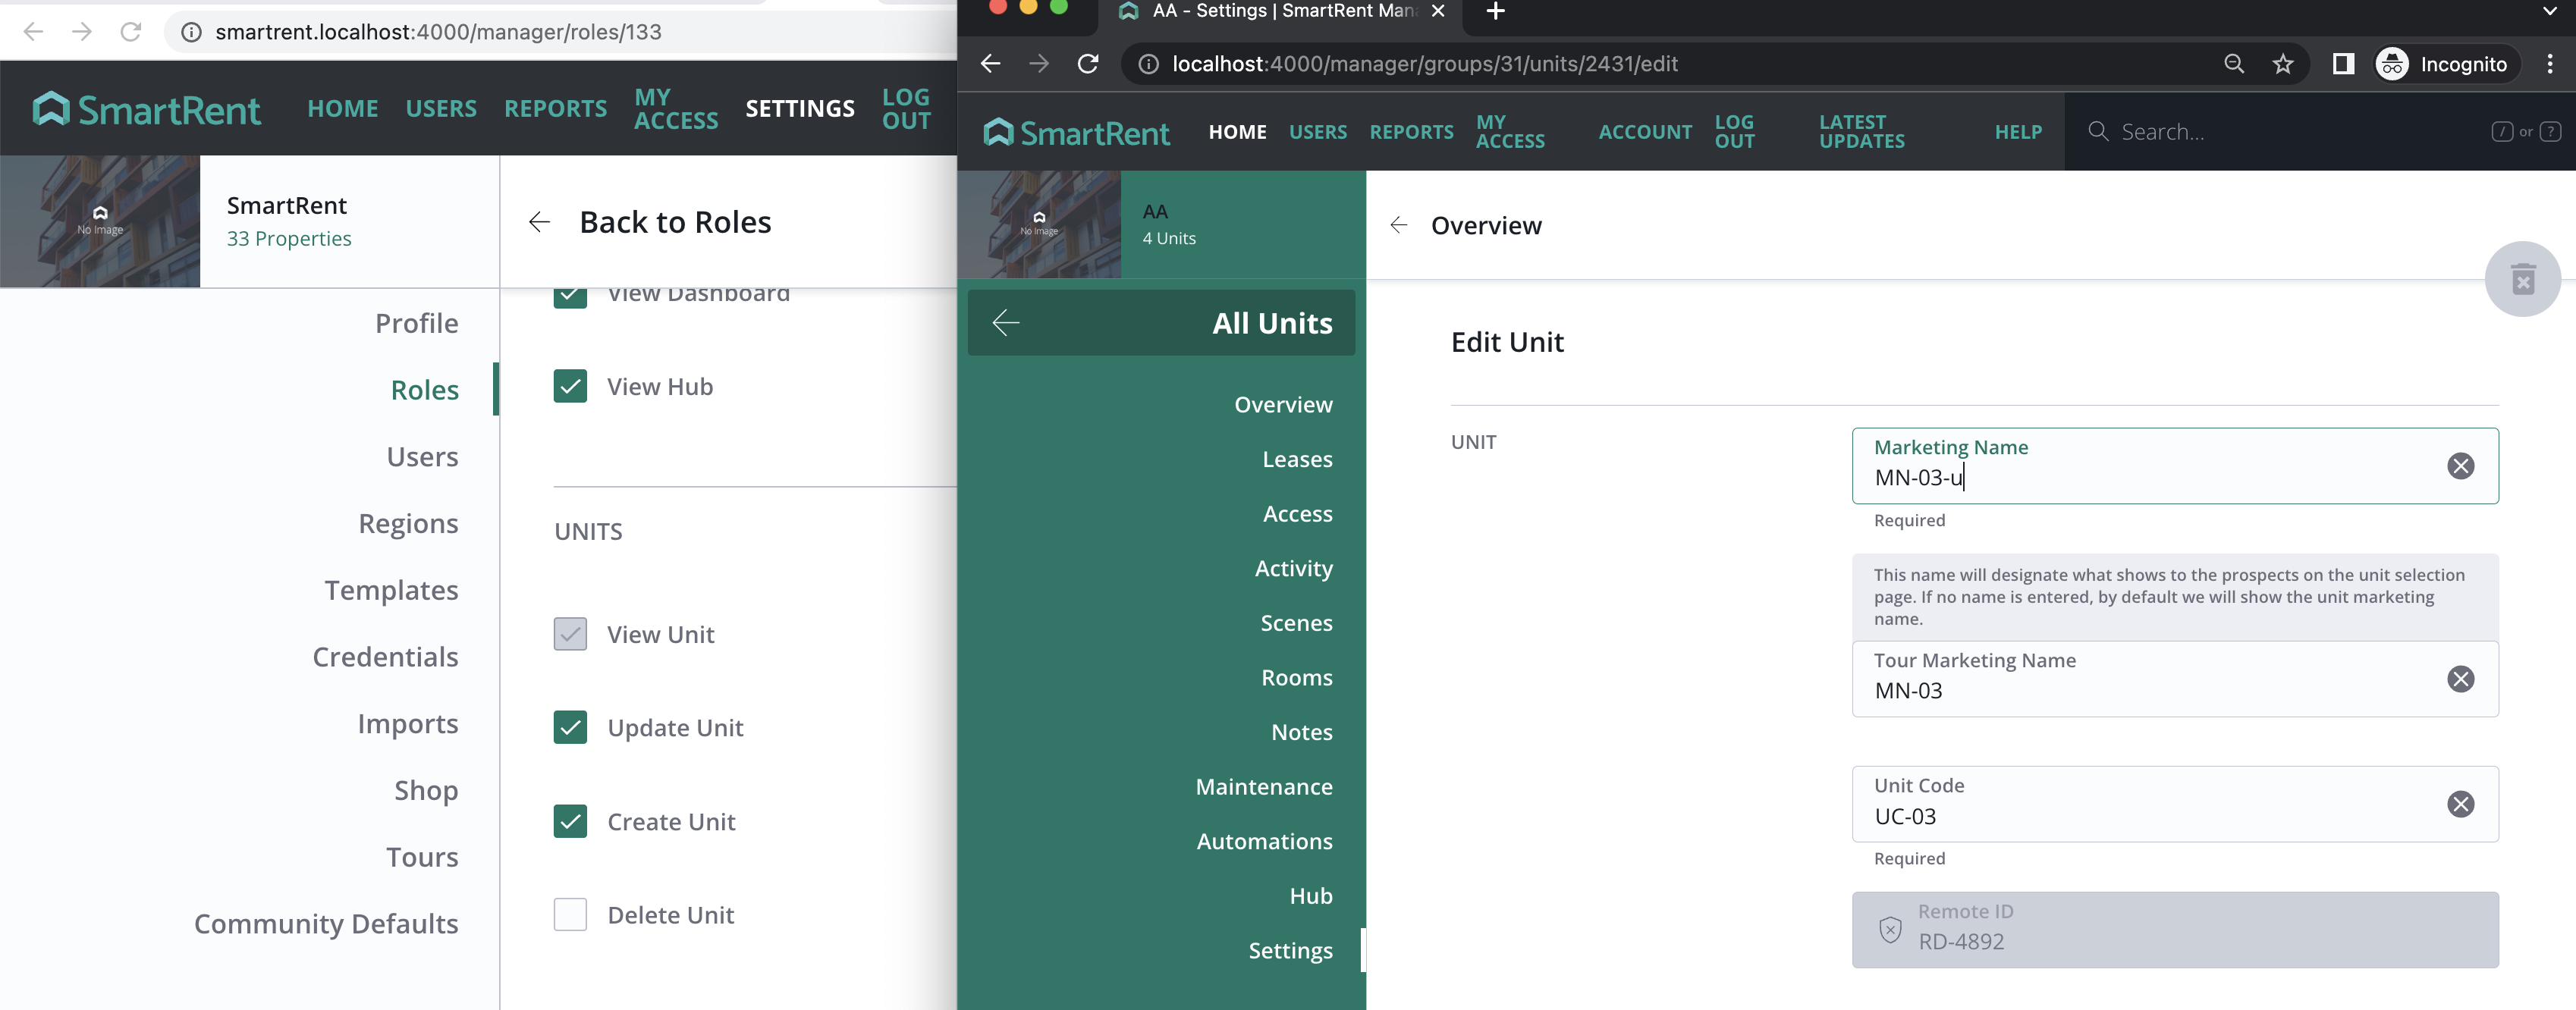 smartrent.localhost:4000/manager/roles/133
SmartRent
HOME
USERS
REPORTS
MY
ACCESS
SETTINGS
LOG
OUT
No Image
SmartRent
33 Properties
Back to Roles
Profile
Roles
Users
Regions
Templates
Credentials
Imports
Shop
Tours
Community Defaults
View Dashboard
View Hub
UNITS
View Unit
Update Unit
Create Unit
Delete Unit
AA - Settings | SmartRent Man
localhost:4000/manager/groups/31/units/2431/edit
Incognito
SmartRent
HOME
USERS
REPORTS
MY
ACCESS
ACCOUNT
LOG
OUT
LATEST
UPDATES
HELP
Search...
/ or ?
No Image
AA
4 Units
Overview
All Units
Overview
Leases
Access
Activity
Scenes
Rooms
Notes
Maintenance
Automations
Hub
Settings
Edit Unit
UNIT
Marketing Name
MN-03-u
Required
This name will designate what shows to the prospects on the unit selection
page. If no name is entered, by default we will show the unit marketing
name.
Tour Marketing Name
MN-03
Unit Code
UC-03
Required
Remote ID
RD-4892